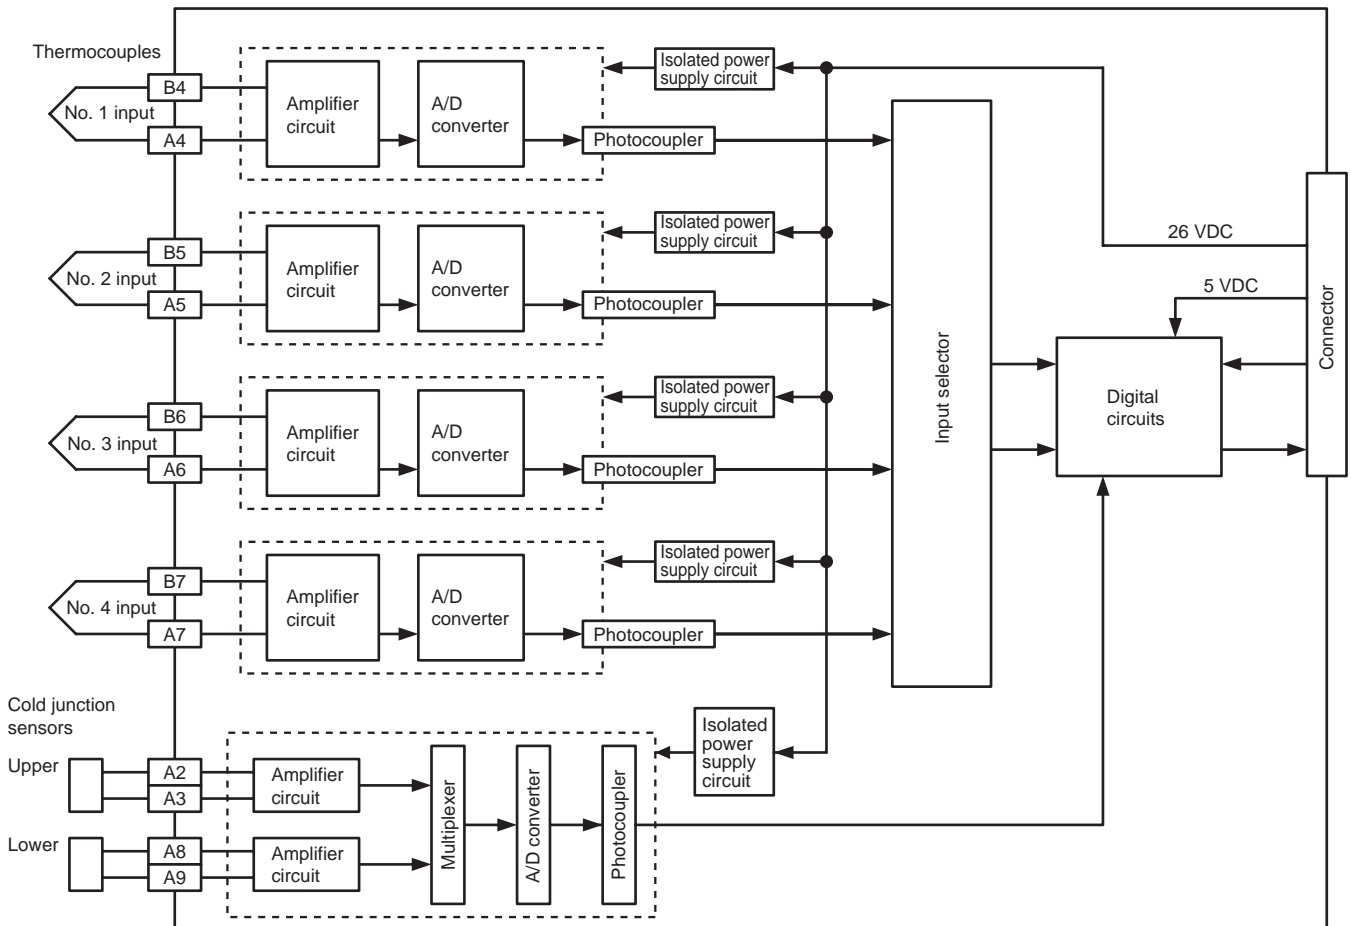 Thermocouples
B4
No. 1 input
A4
Amplifier
circuit
A/D
converter
Isolated power
supply circuit
Photocoupler
B5
No. 2 input
A5
Amplifier
circuit
A/D
converter
Isolated power
supply circuit
Photocoupler
B6
No. 3 input
A6
Amplifier
circuit
A/D
converter
Isolated power
supply circuit
Photocoupler
B7
No. 4 input
A7
Amplifier
circuit
A/D
converter
Isolated power
supply circuit
Photocoupler
Input selector
26 VDC
5 VDC
Digital
circuits
Connector
Cold junction
sensors
Upper
A2
A3
Amplifier
circuit
Lower
A8
A9
Amplifier
circuit
Multiplexer
A/D converter
Photocoupler
Isolated
power
supply
circuit